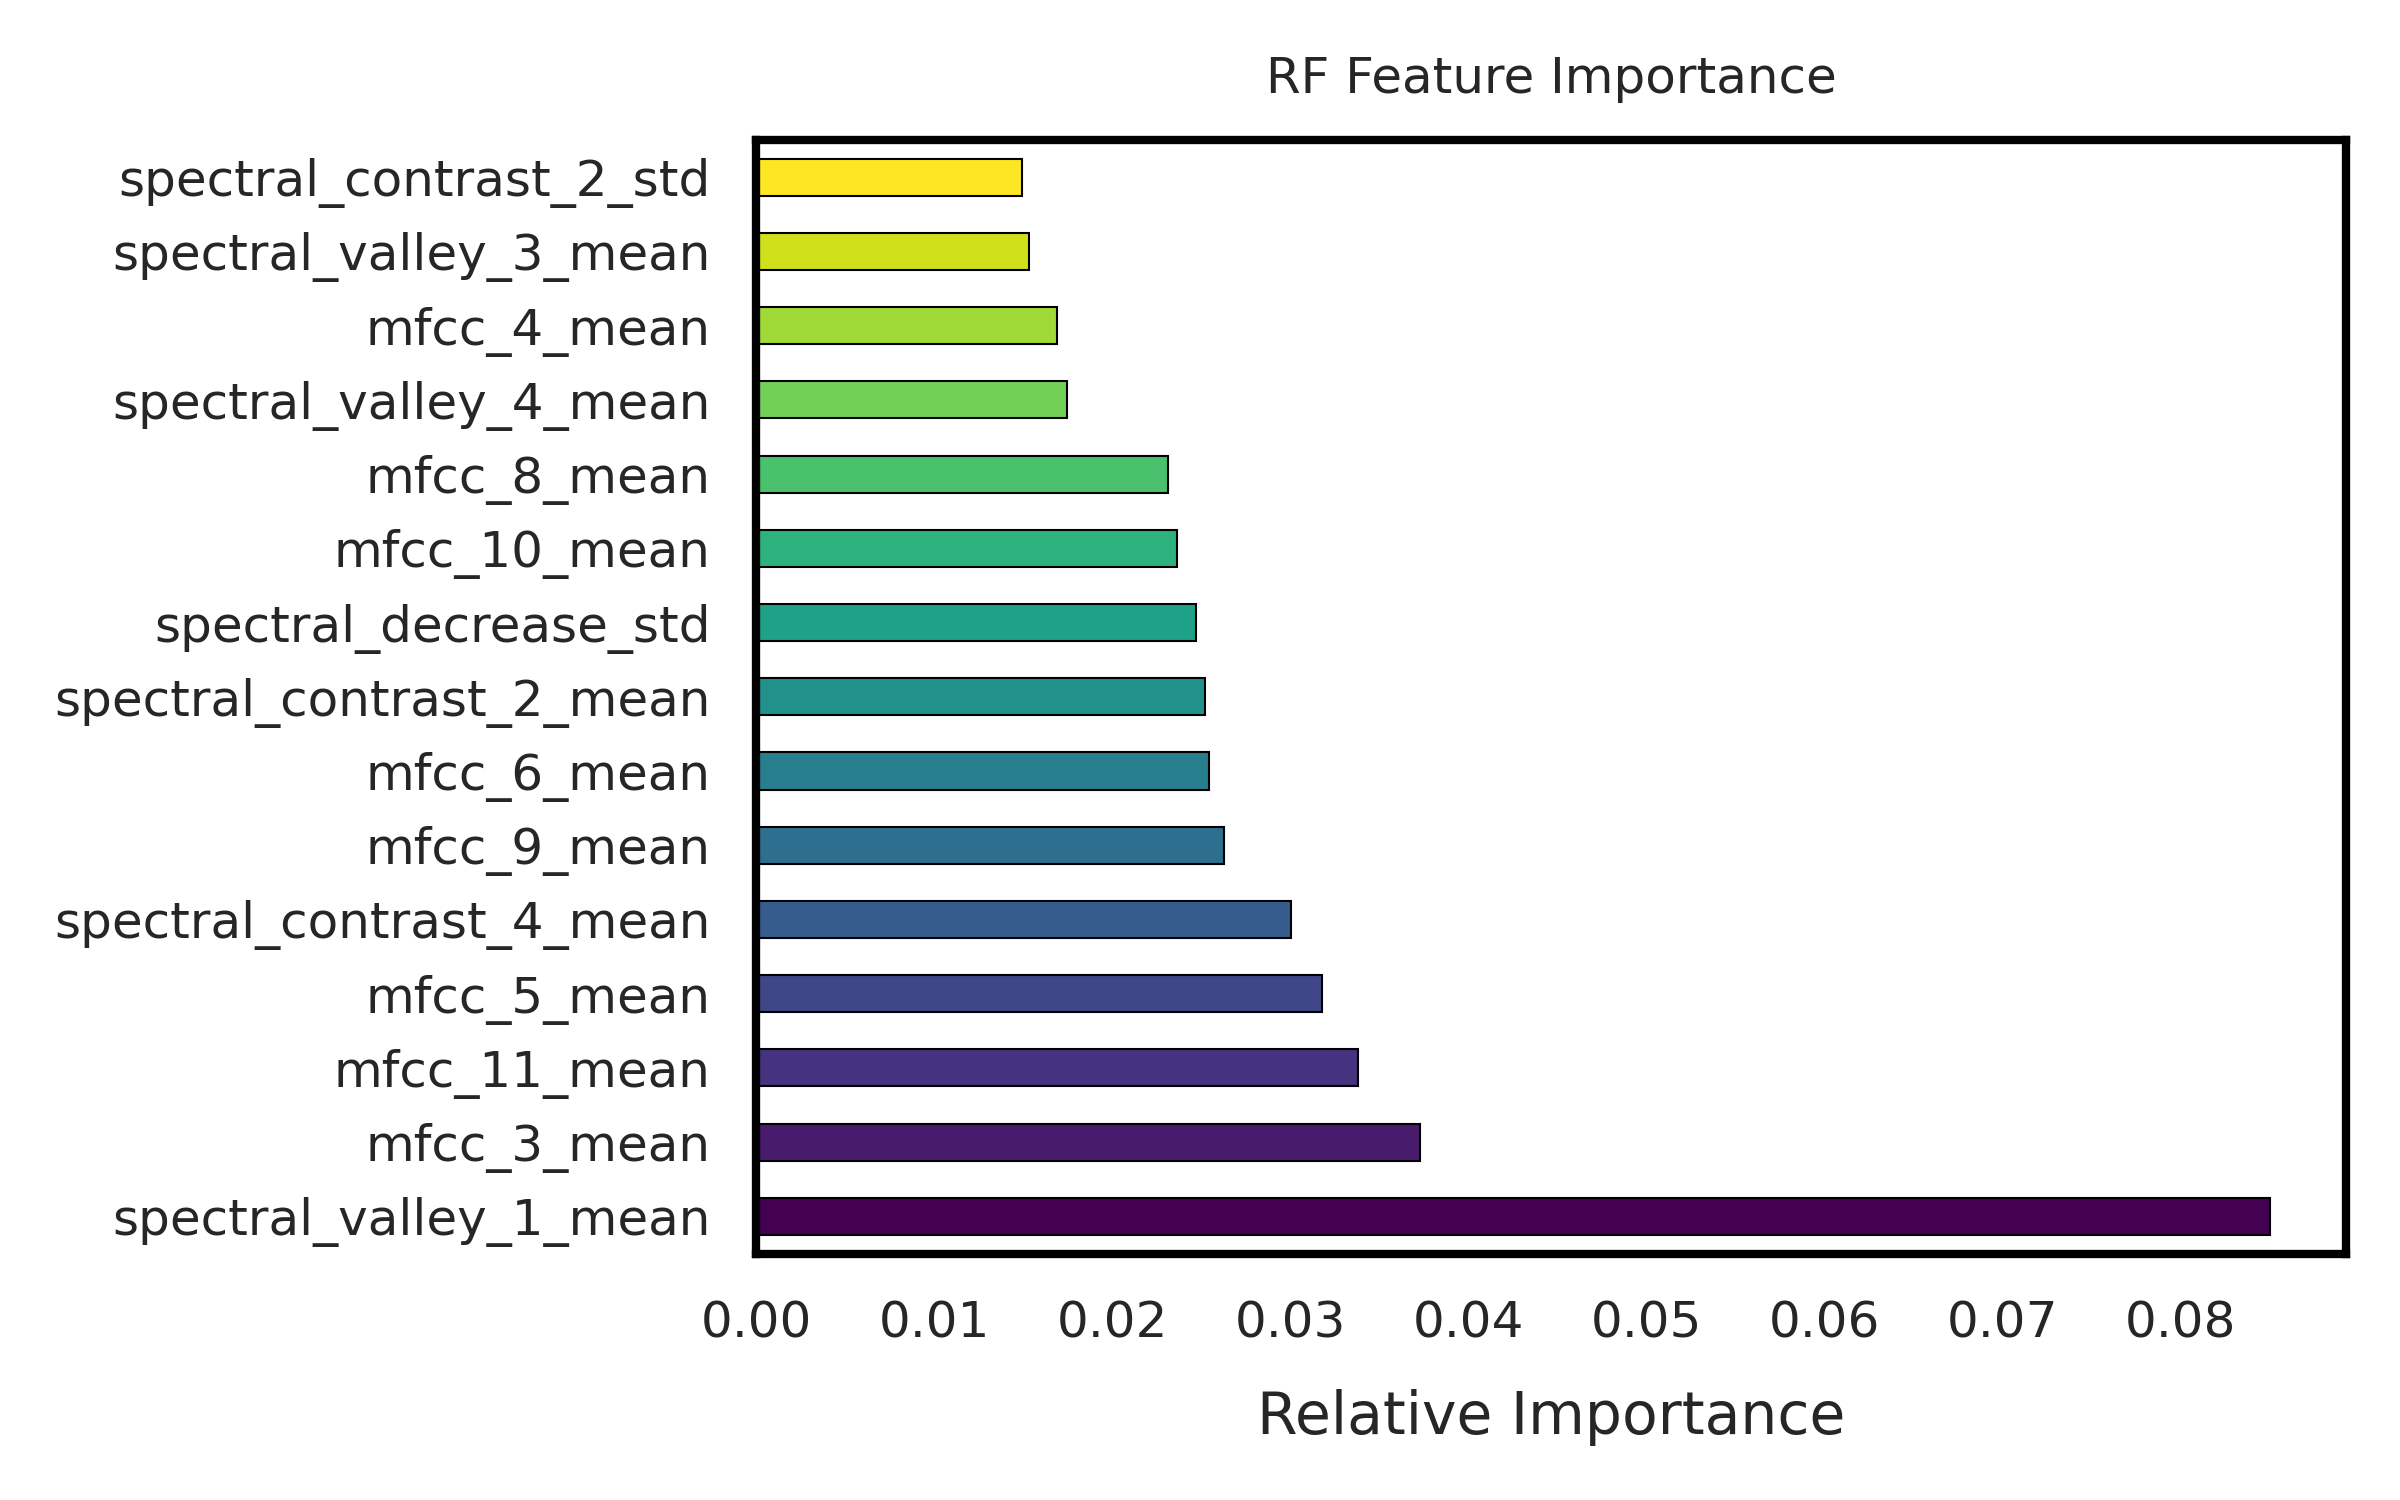 RF Feature Importance
spectral_contrast_2_std
spectral_valley_3_mean
mfcc_4_mean
spectral_valley_4_mean
mfcc_8_mean
mfcc_10_mean
spectral_decrease_std
spectral_contrast_2_mean
mfcc_6_mean
mfcc_9_mean
spectral_contrast_4_mean
mfcc_5_mean
mfcc_11_mean
mfcc_3_mean
spectral_valley_1_mean
0.00 0.01 0.02 0.03 0.04 0.05 0.06 0.07 0.08
Relative Importance